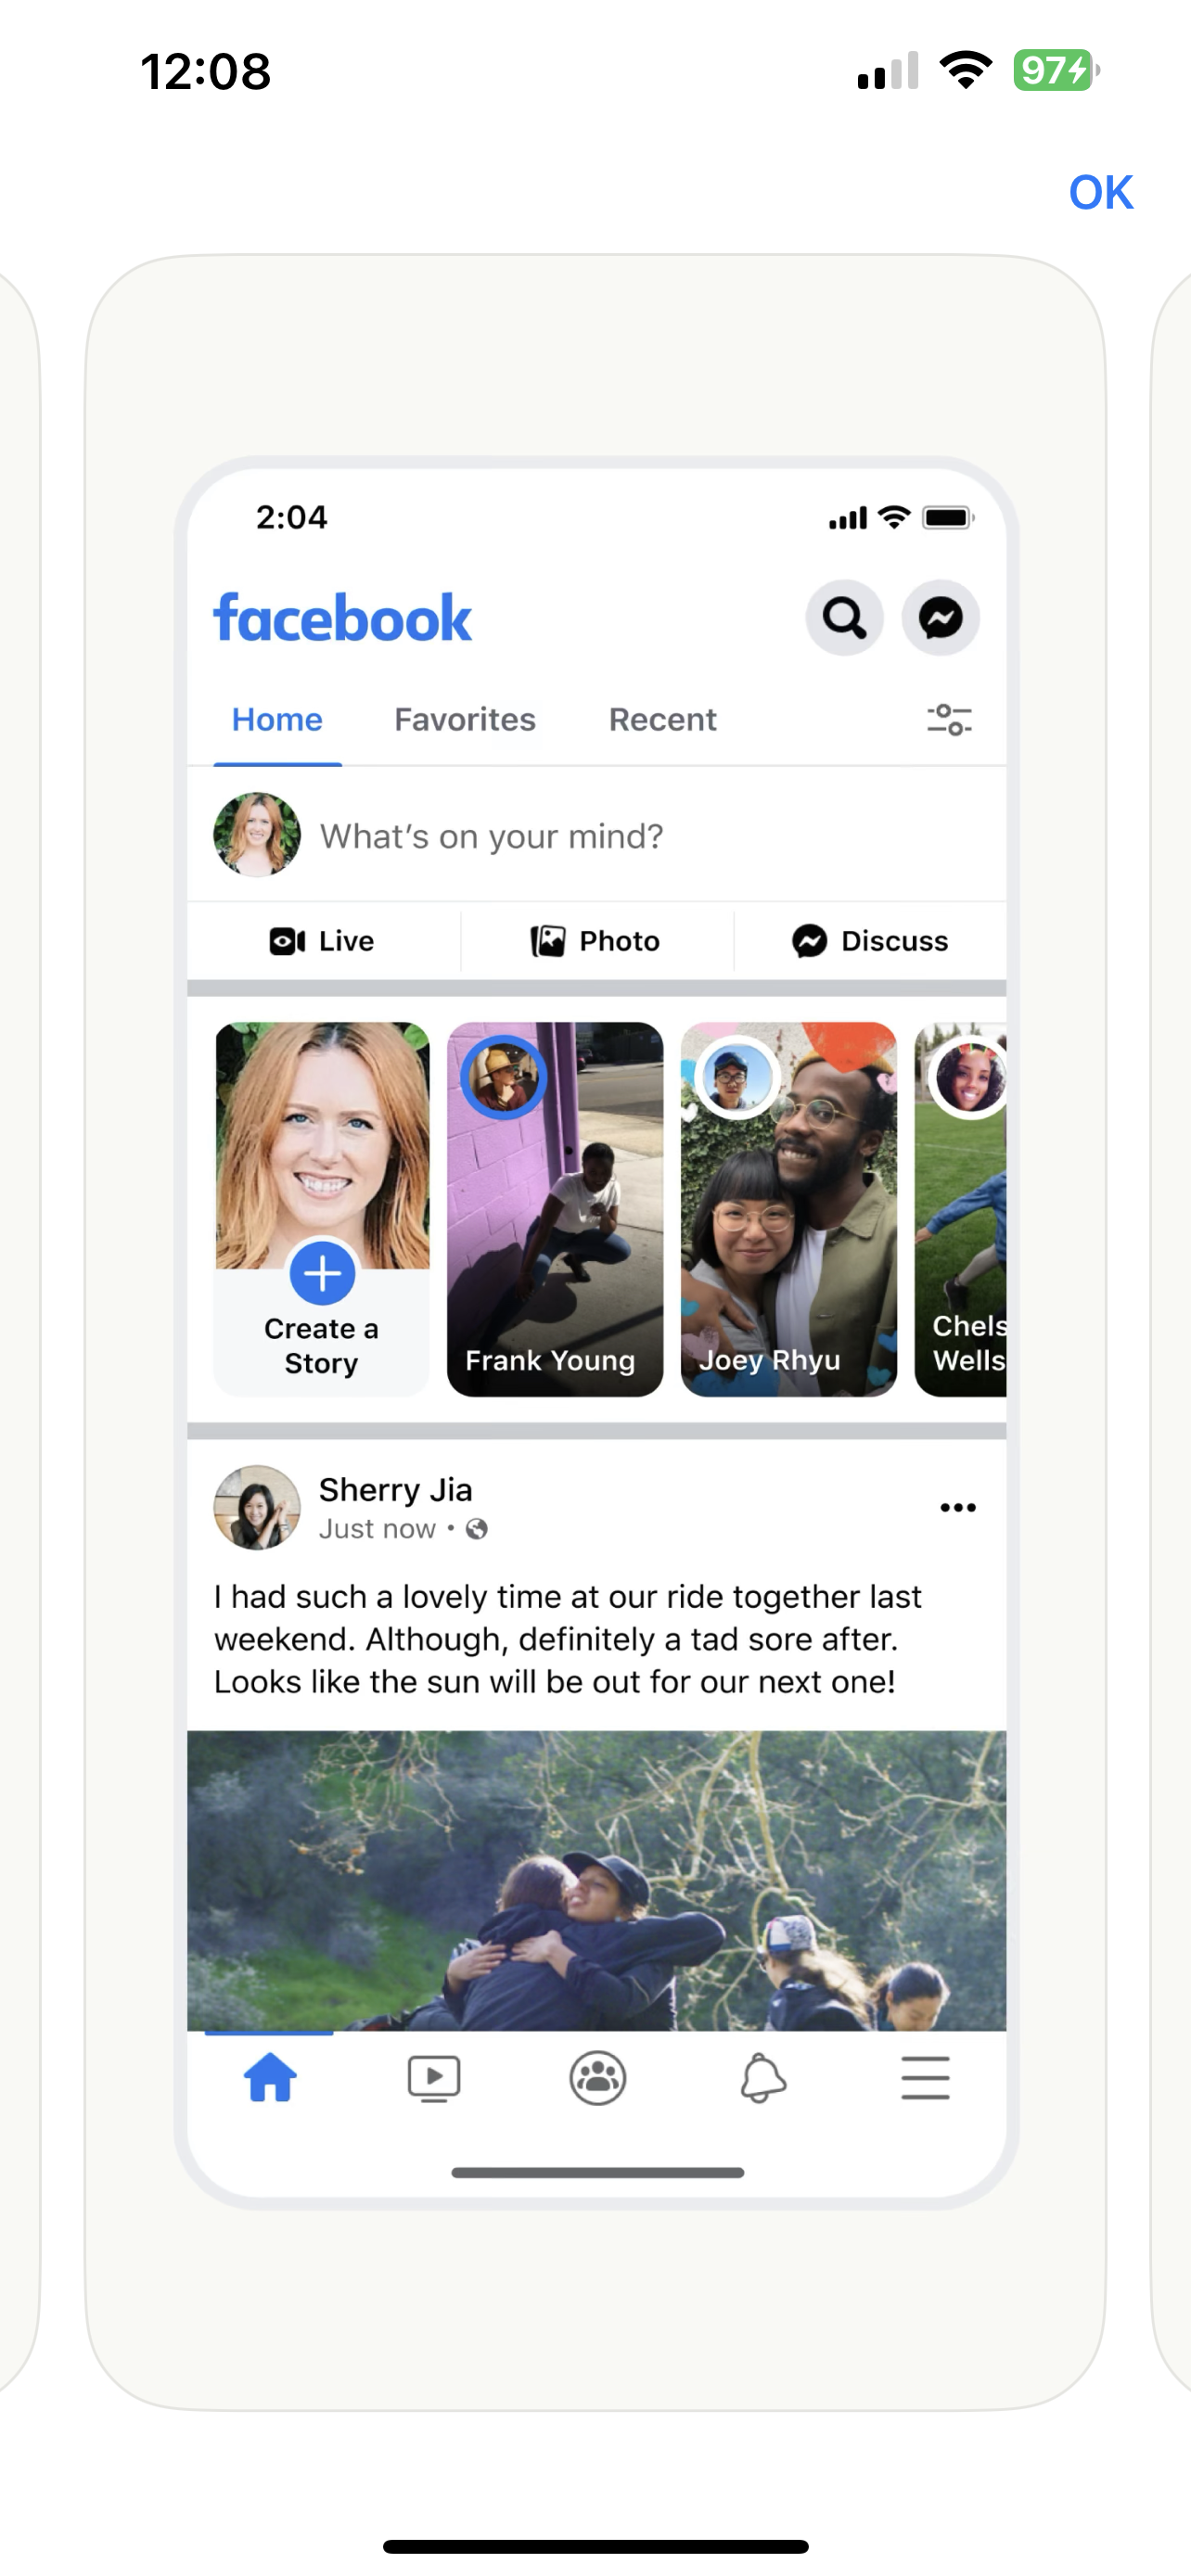 12:08
97
OK
2:04
facebook
Home Favorites Recent
What's on your mind?
Live Photo Discuss
Create a
Story
Frank Young
Joey Rhyu
Chels
Wells
Sherry Jia
Just now •
I had such a lovely time at our ride together last
weekend. Although, definitely a tad sore after.
Looks like the sun will be out for our next one!